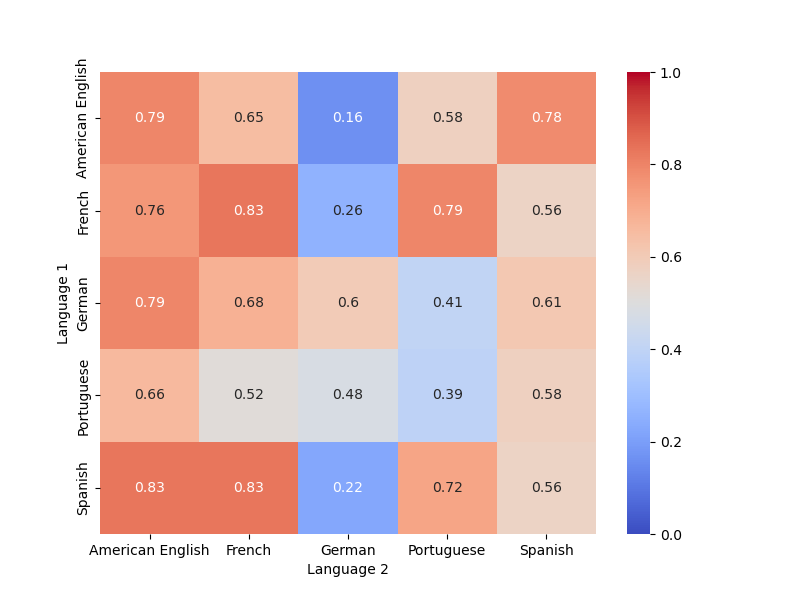 Language 1
American English
0.79 0.65 0.16 0.58 0.78
French
0.76 0.83 0.26 0.79 0.56
German
0.79 0.68 0.6 0.41 0.61
Portuguese
0.66 0.52 0.48 0.39 0.58
Spanish
0.83 0.83 0.22 0.72 0.56
American English French German Portuguese Spanish
Language 2
1.0
0.8
0.6
0.4
0.2
0.0